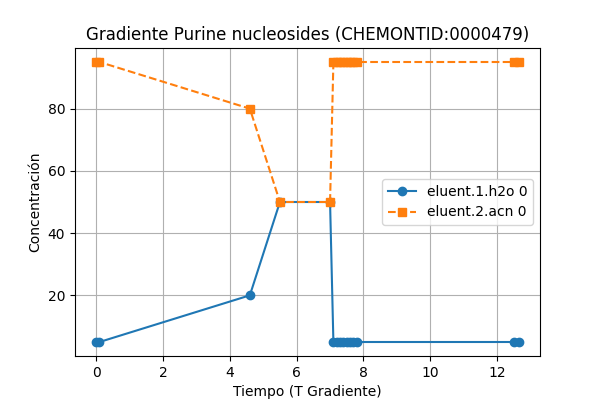 Gradiente Purine nucleosides (CHEMONTID:0000479)
Concentración
80
60
40
20
eluent.1.h2o 0
eluent.2.acn 0
0 2 4 6 8 10 12
Tiempo (T Gradiente)